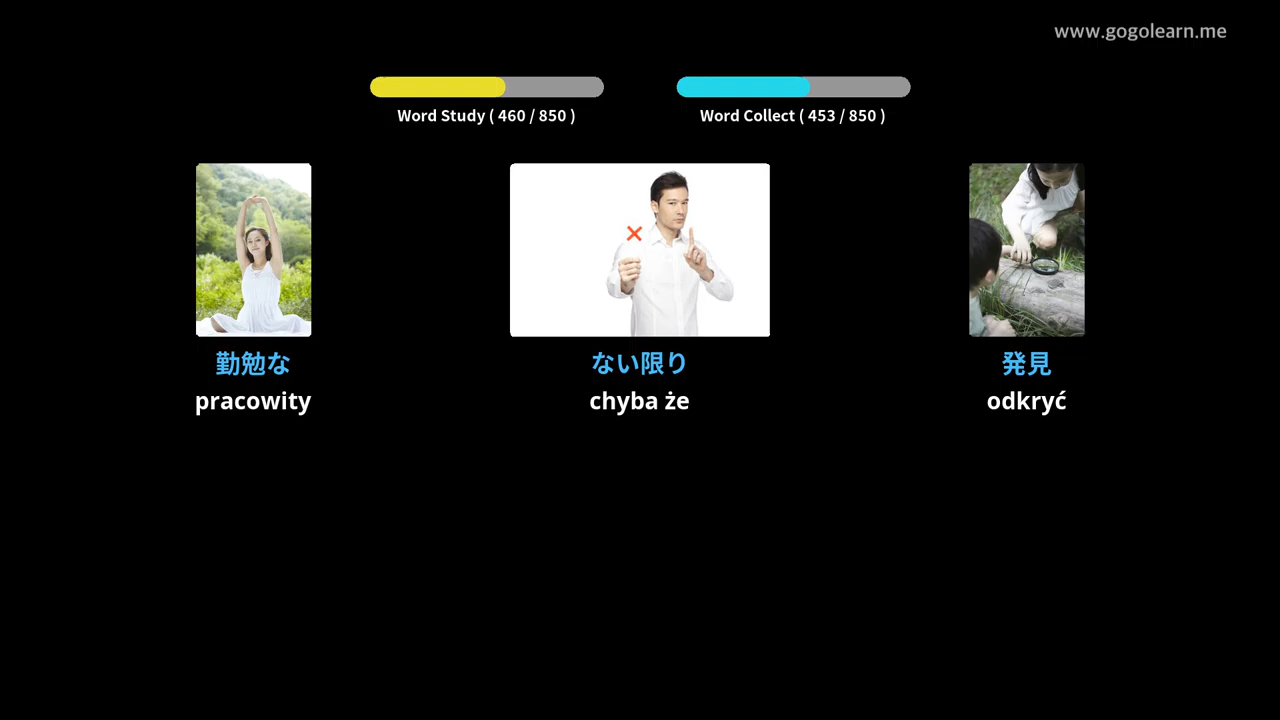 www.gogolearn.me
Word Study ( 460 / 850 )
Word Collect ( 453 / 850 )
勤勉な
pracowity
ない限り
chyba że
発見
odkryć